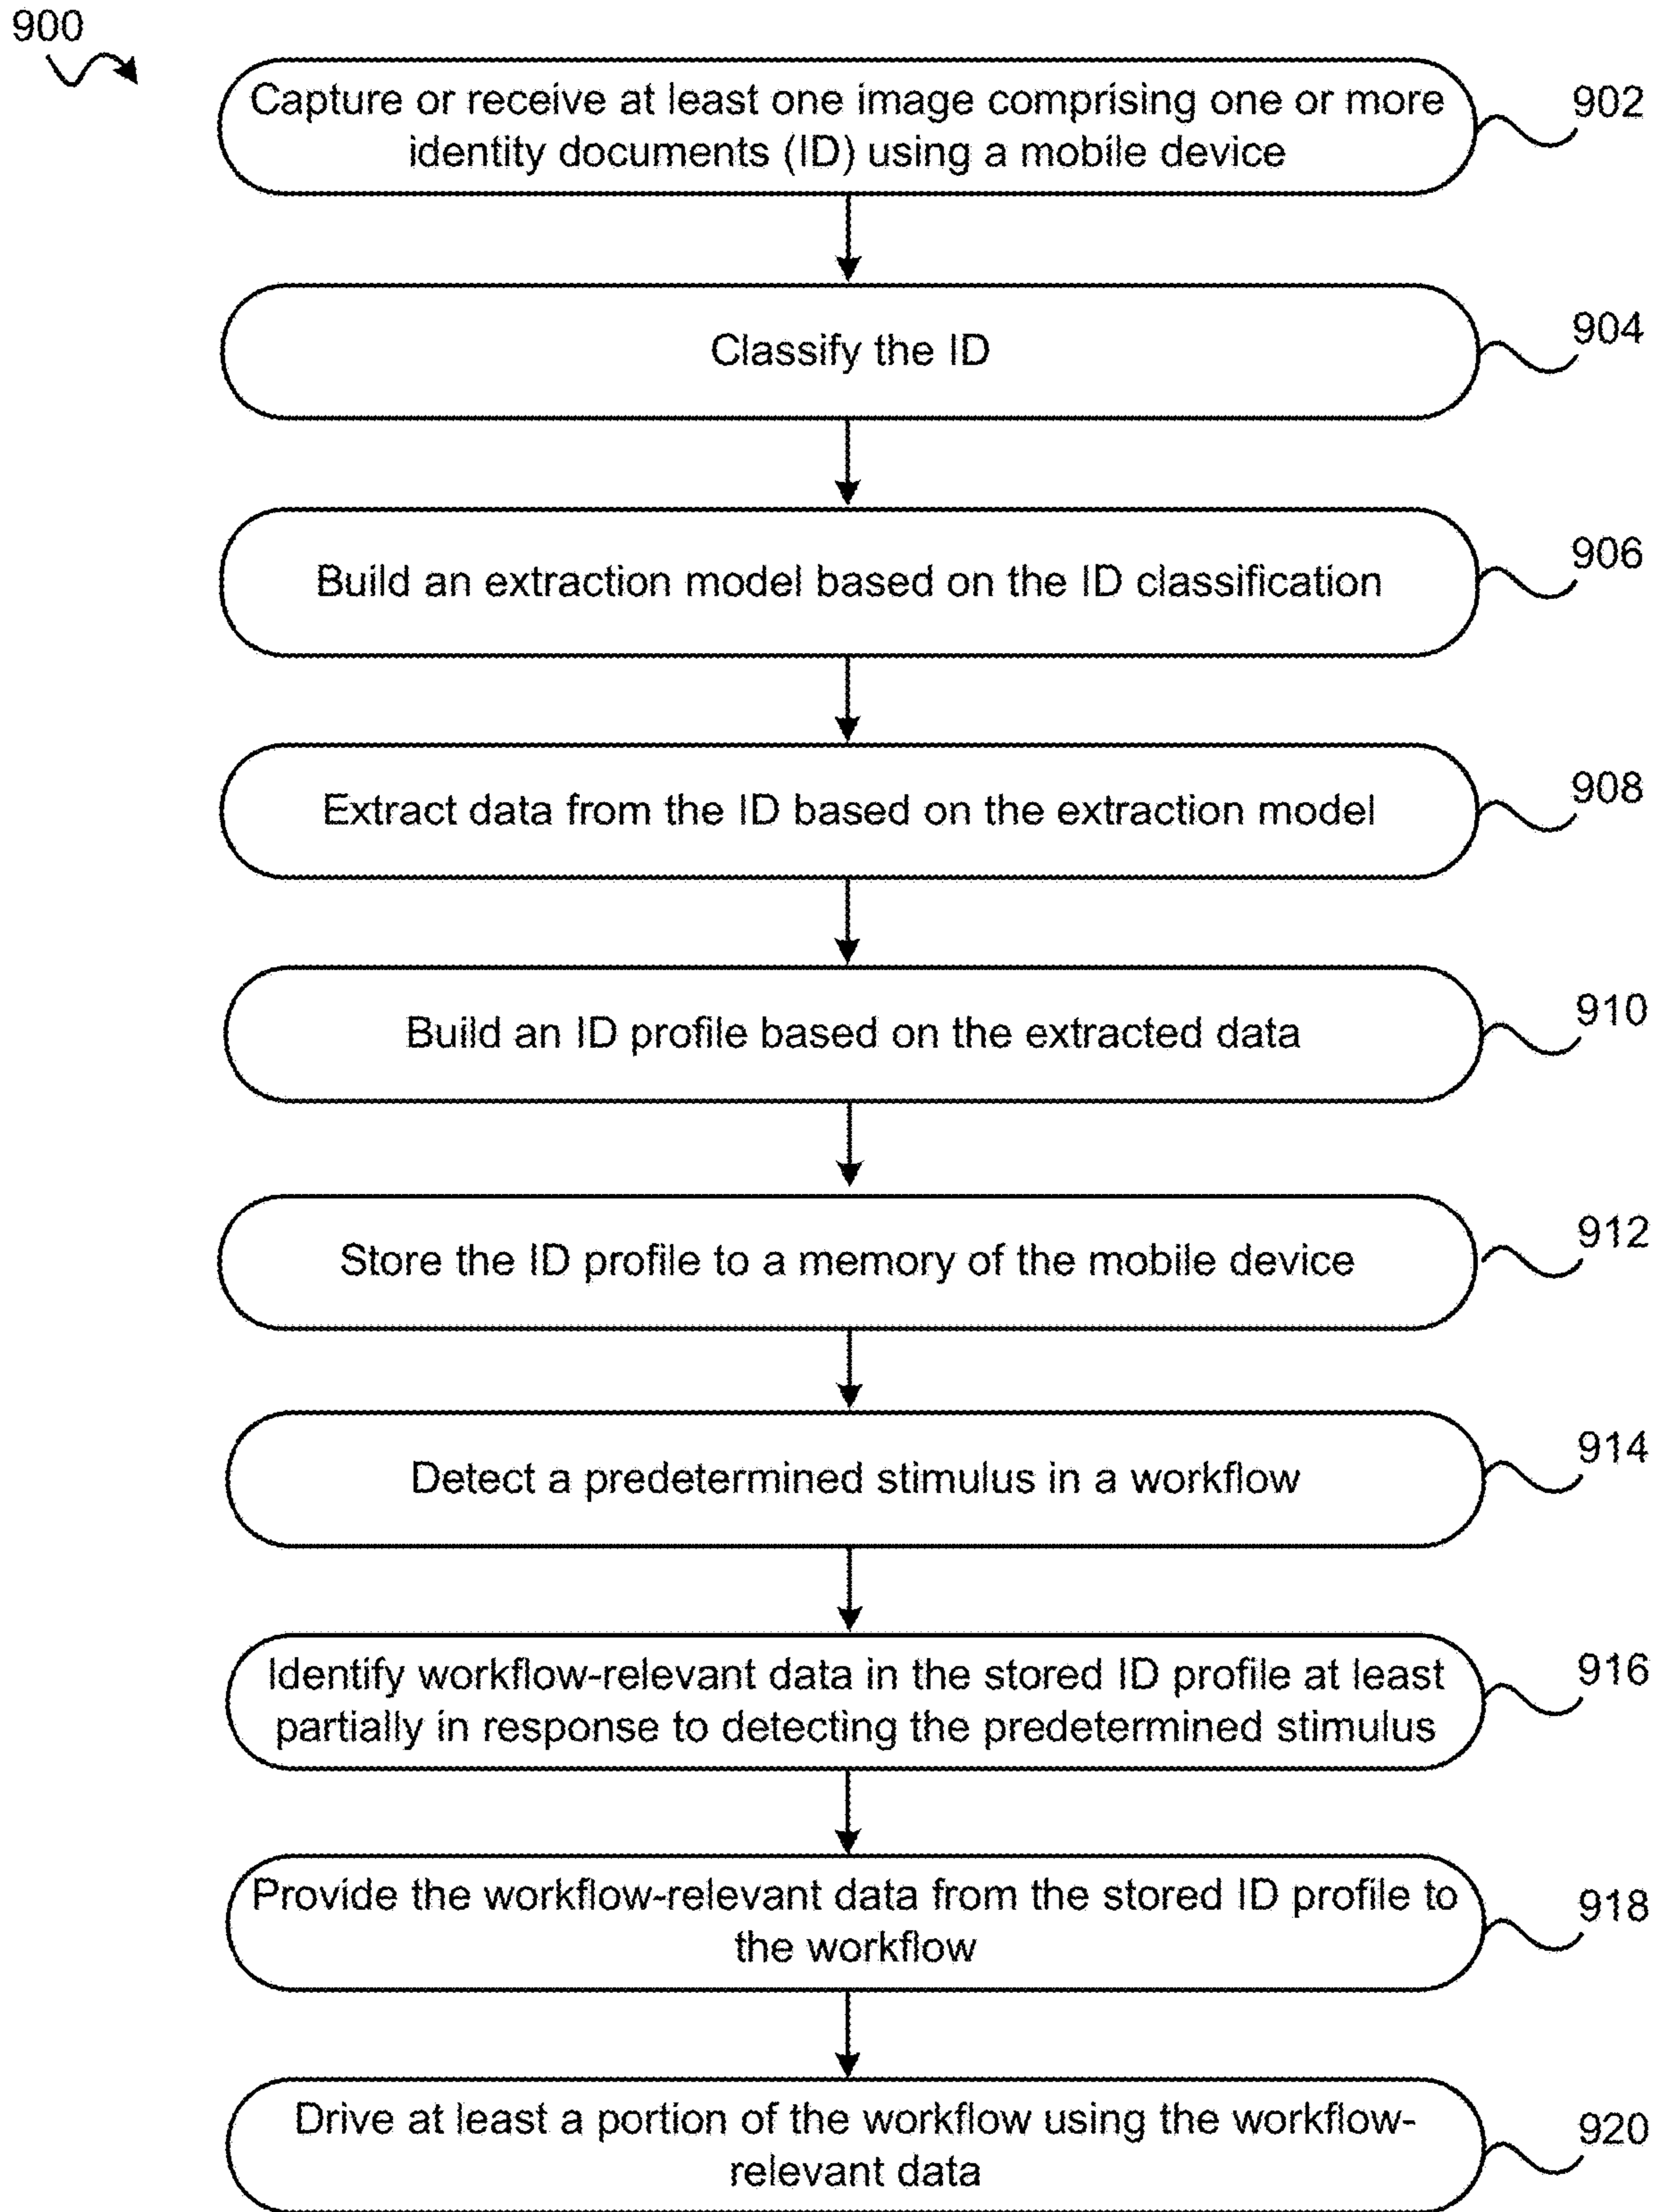 900
Capture or receive at least one image comprising one or more
identity documents (ID) using a mobile device
902
Classify the ID
904
Build an extraction model based on the ID classification
906
Extract data from the ID based on the extraction model
908
Build an ID profile based on the extracted data
910
Store the ID profile to a memory of the mobile device
912
Detect a predetermined stimulus in a workflow
914
Identify workflow-relevant data in the stored ID profile at least
partially in response to detecting the predetermined stimulus
916
Provide the workflow-relevant data from the stored ID profile to
the workflow
918
Drive at least a portion of the workflow using the workflow-
relevant data
920